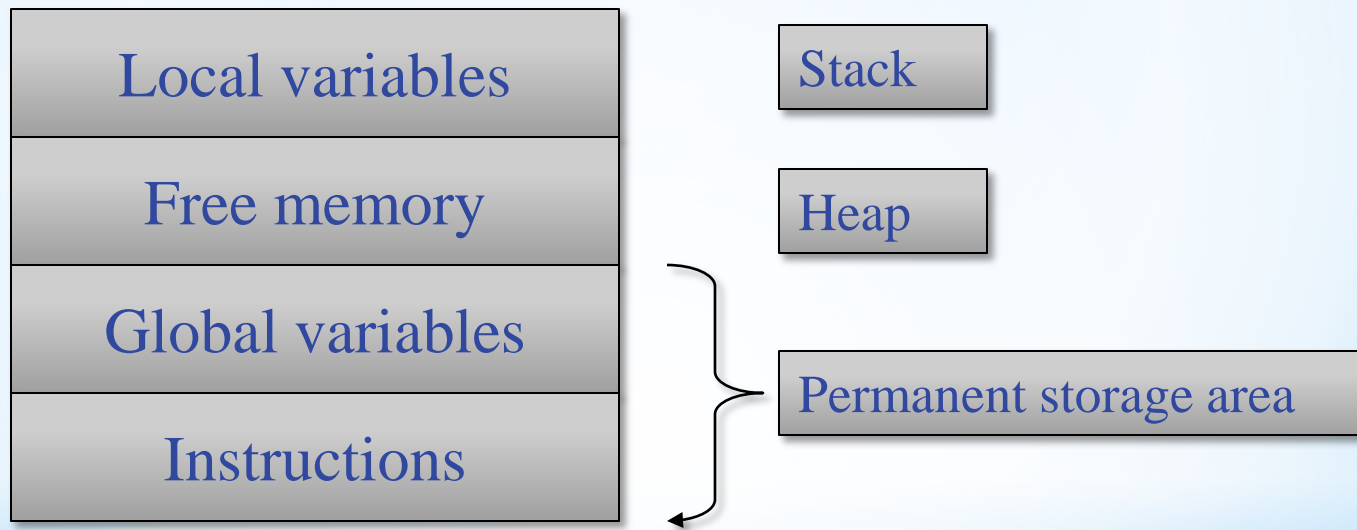 Local variables
Stack
Free memory
Heap
Global variables
Permanent storage area
Instructions